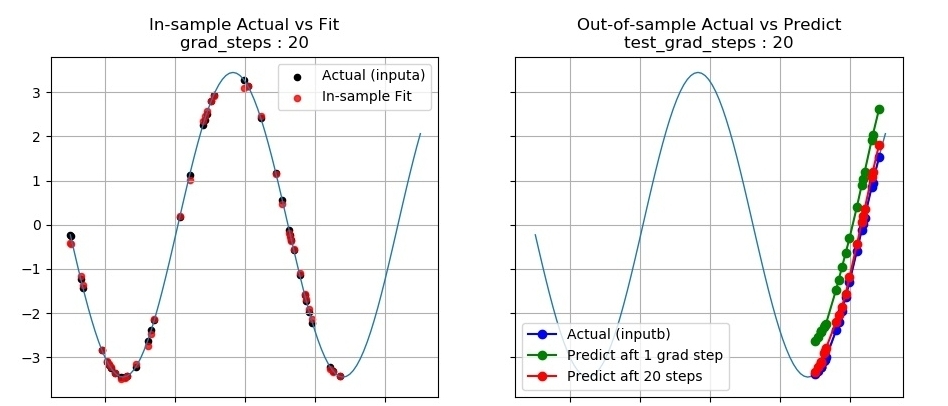 In-sample Actual vs Fit
grad_steps : 20
Actual (inputa)
In-sample Fit
3
2
1
0
−1
−2
−3
Out-of-sample Actual vs Predict
test_grad_steps : 20
Actual (inputb)
Predict aft 1 grad step
Predict aft 20 steps